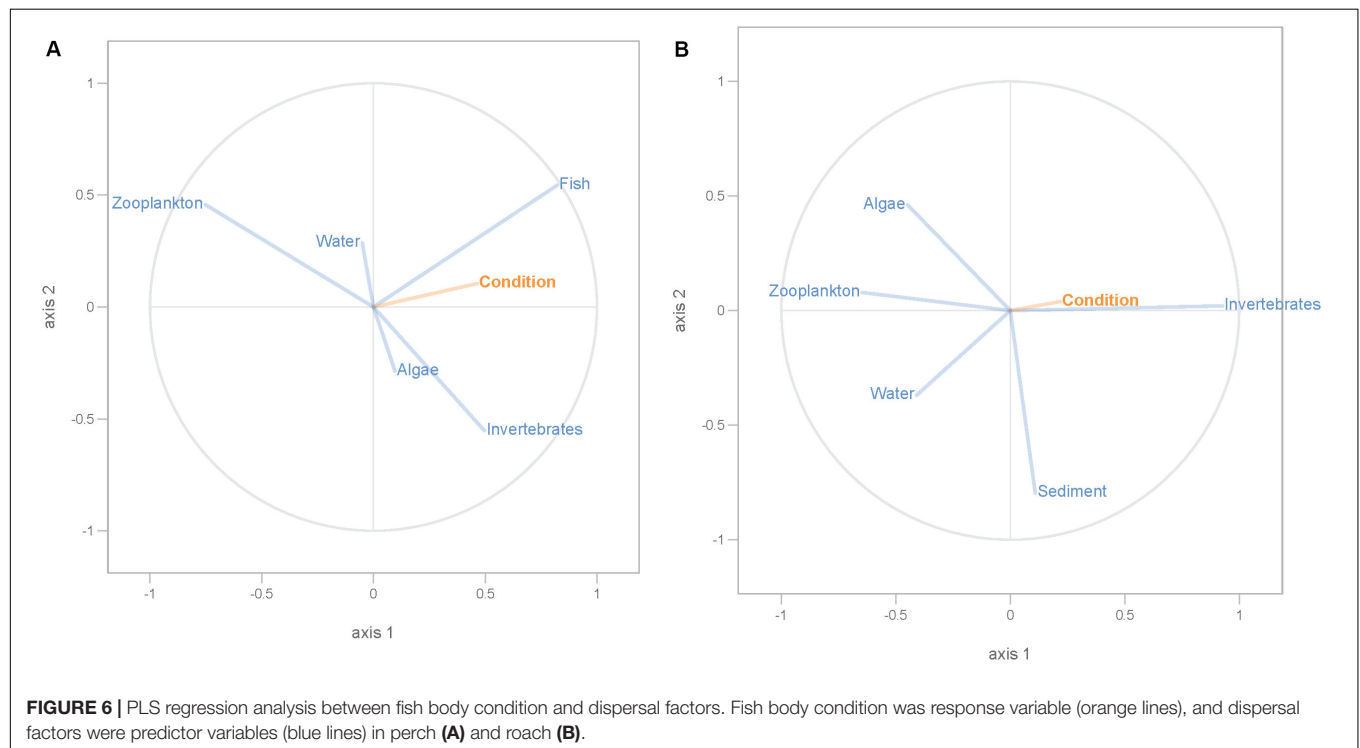 A
1
0.5
0
-0.5
-1
axis 2
Zooplankton
Water
Fish
Condition
Algae
Invertebrates
-1
-0.5
0
0.5
1
axis 1
B
1
0.5
0
-0.5
-1
axis 2
Algae
Zooplankton
Condition
Invertebrates
Water
Sediment
-1
-0.5
0
0.5
1
axis 1
FIGURE 6 | PLS regression analysis between fish body condition and dispersal factors. Fish body condition was response variable (orange lines), and dispersal
factors were predictor variables (blue lines) in perch (A) and roach (B).